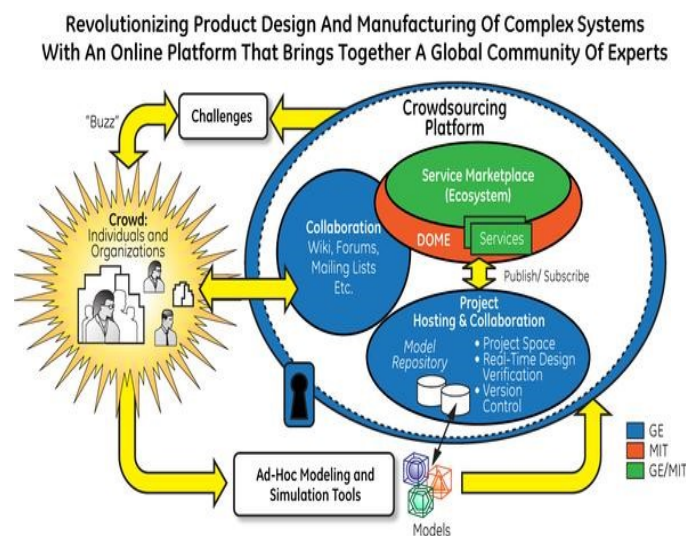 Revolutionizing Product Design And Manufacturing Of Complex Systems
With An Online Platform That Brings Together A Global Community Of Experts
"Buzz"
Challenges
Crowdsourcing
Platform
Service Marketplace
(Ecosystem)
DOME
Services
Publish/ Subscribe
Collaboration
Wiki, Forums,
Mailing Lists
Etc.
Crowd:
Individuals and
Organizations
Project
Hosting & Collaboration
Model
Repository
• Project Space
• Real-Time Design
Verification
• Version
Control
Ad-Hoc Modeling and
Simulation Tools
Models
GE
MIT
GE/MIT